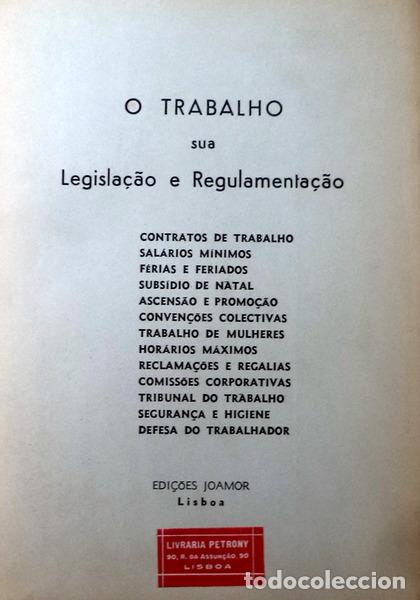 O TRABALHO
sua
Legislação e Regulamentação
CONTRATOS DE TRABALHO
SALÁRIOS MÍNIMOS
FÉRIAS E FERIADOS
SUBSÍDIO DE NATAL
ASCENSÃO E PROMOÇÃO
CONVENÇÕES COLECTIVAS
TRABALHO DE MULHERES
HORÁRIOS MÁXIMOS
RECLAMAÇÕES E REGALIAS
COMISSÕES CORPORATIVAS
TRIBUNAL DO TRABALHO
SEGURANÇA E HIGIENE
DEFESA DO TRABALHADOR
EDIÇÕES JOAMOR
Lisboa
LIVRARIA PETRONY
90, R. DA ASSUNÇÃO, 90
LISBOA
todocoleccion